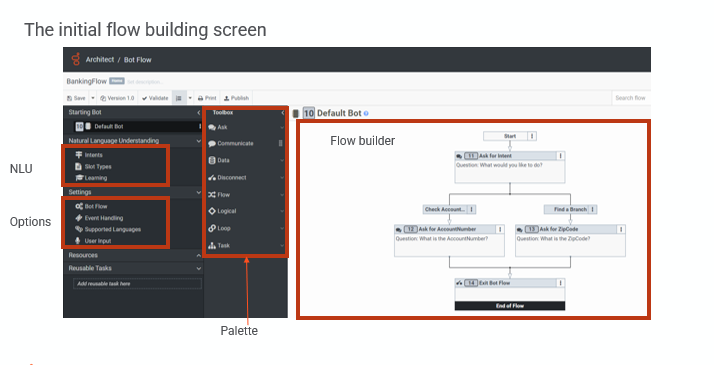 The initial flow building screen
Architect / Bot Flow
BankingFlow
Save Version 1.0 Validate Print Publish Search Flow
Starting Bot
10 Default Bot
Natural Language Understanding
NLU
Intents
Slot Types
Learning
Settings
Options
Bot Flow
Event Handling
Supported Languages
User Input
Resources
Reusable Tasks
Add reusable task here
Toolbox
Ask
Communicate
Data
Disconnect
Flow
Logical
Loop
Task
Palette
10 Default Bot
Flow builder
Start
11 Ask for Intent
Question: What would you like to do?
Check Account... Find a Branch
12 Ask for AccountNumber
Question: What is the AccountNumber?
13 Ask for ZipCode
Question: What is the ZipCode?
14 Exit Bot Flow
End of Flow